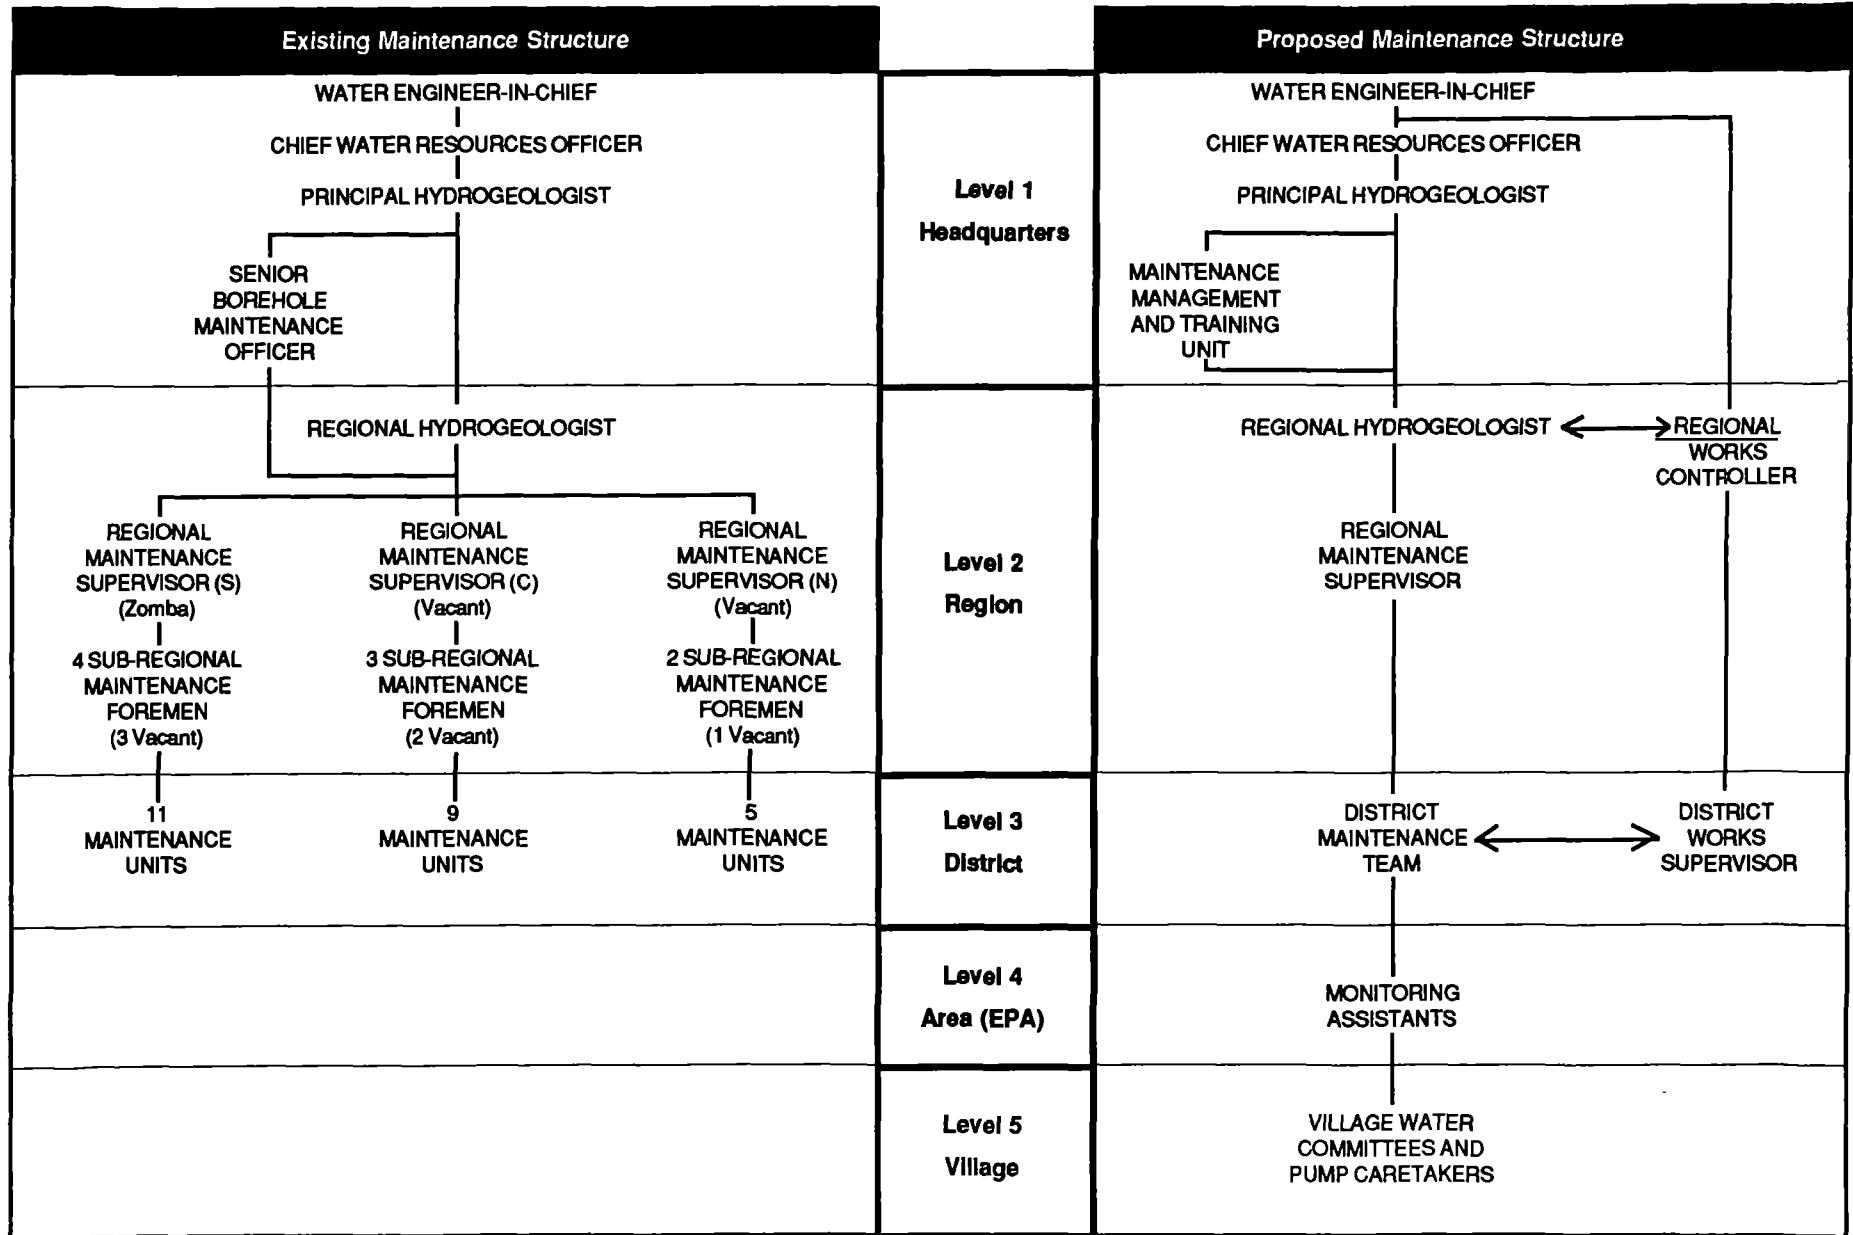 Existing Maintenance Structure
WATER ENGINEER-IN-CHIEF
CHIEF WATER RESOURCES OFFICER
PRINCIPAL HYDROGEOLOGIST
SENIOR
BOREHOLE
MAINTENANCE
OFFICER
REGIONAL HYDROGEOLOGIST
REGIONAL
MAINTENANCE
SUPERVISOR (S)
(Zomba)
4 SUB-REGIONAL
MAINTENANCE
FOREMEN
(3 Vacant)
11
MAINTENANCE
UNITS
REGIONAL
MAINTENANCE
SUPERVISOR (C)
(Vacant)
3 SUB-REGIONAL
MAINTENANCE
FOREMEN
(2 Vacant)
9
MAINTENANCE
UNITS
REGIONAL
MAINTENANCE
SUPERVISOR (N)
(Vacant)
2 SUB-REGIONAL
MAINTENANCE
FOREMEN
(1 Vacant)
5
MAINTENANCE
UNITS
Level 1
Headquarters
Level 2
Region
Level 3
District
Level 4
Area (EPA)
Level 5
Village
Proposed Maintenance Structure
WATER ENGINEER-IN-CHIEF
CHIEF WATER RESOURCES OFFICER
PRINCIPAL HYDROGEOLOGIST
MAINTENANCE
MANAGEMENT
AND TRAINING
UNIT
REGIONAL HYDROGEOLOGIST
REGIONAL
WORKS
CONTROLLER
REGIONAL
MAINTENANCE
SUPERVISOR
DISTRICT
MAINTENANCE
TEAM
DISTRICT
WORKS
SUPERVISOR
MONITORING
ASSISTANTS
VILLAGE WATER
COMMITTEES AND
PUMP CARETAKERS